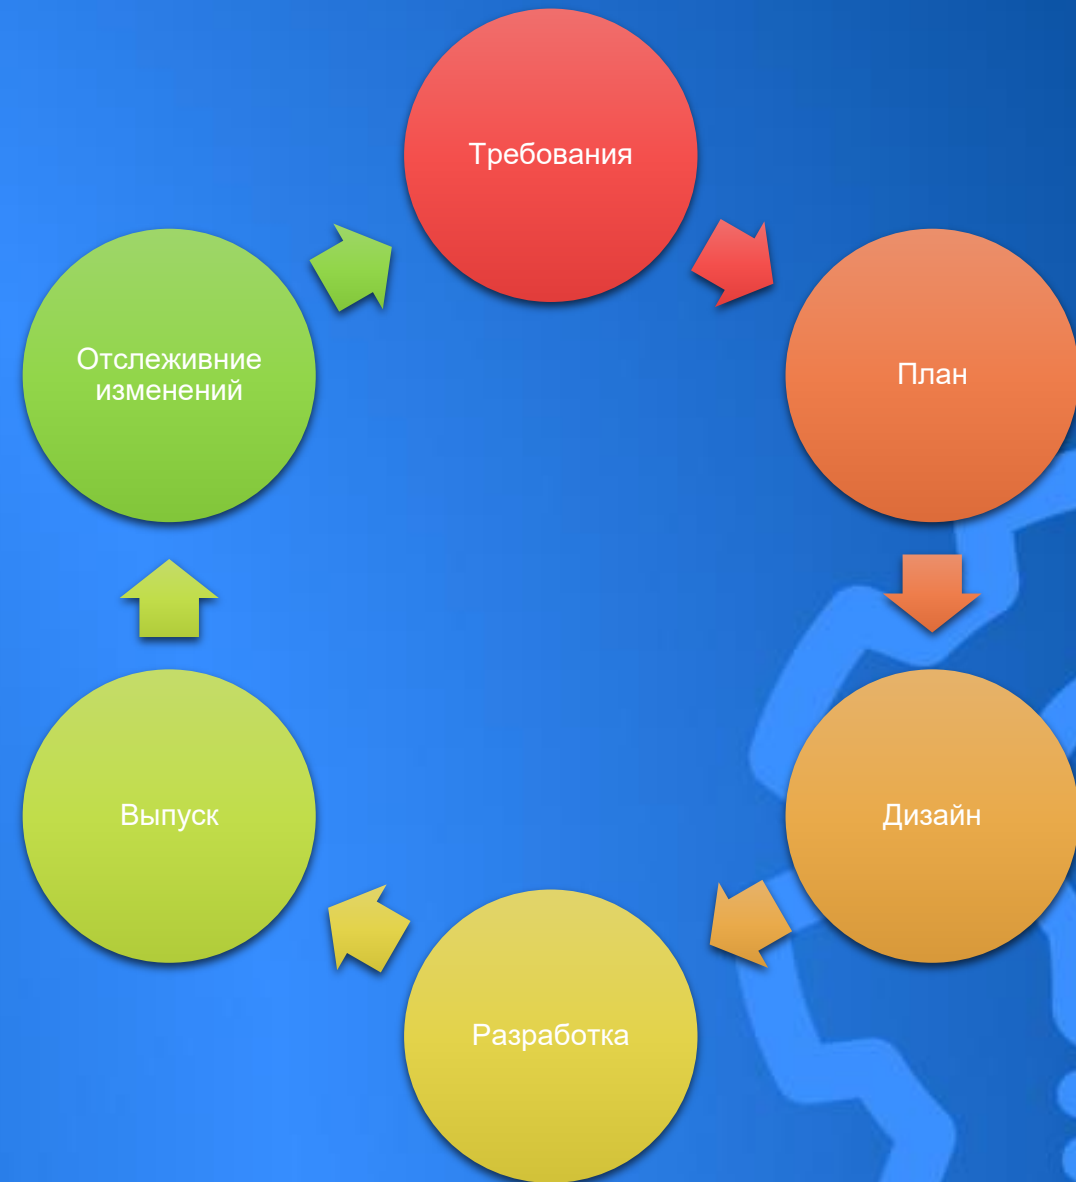 Требования
План
Дизайн
Разработка
Выпуск
Отслеживние
изменений